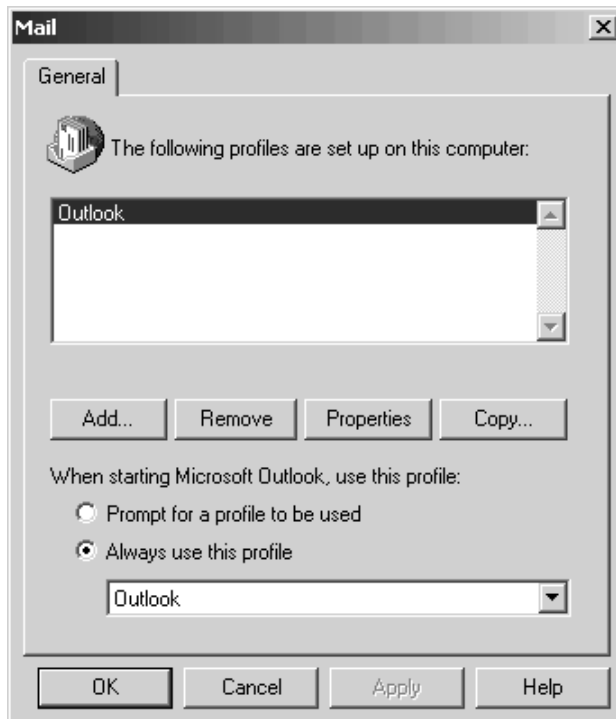 Mail
General
The following profiles are set up on this computer:
Outlook
Add... Remove Properties Copy...
When starting Microsoft Outlook, use this profile:
Prompt for a profile to be used
Always use this profile
Outlook
OK Cancel Apply Help